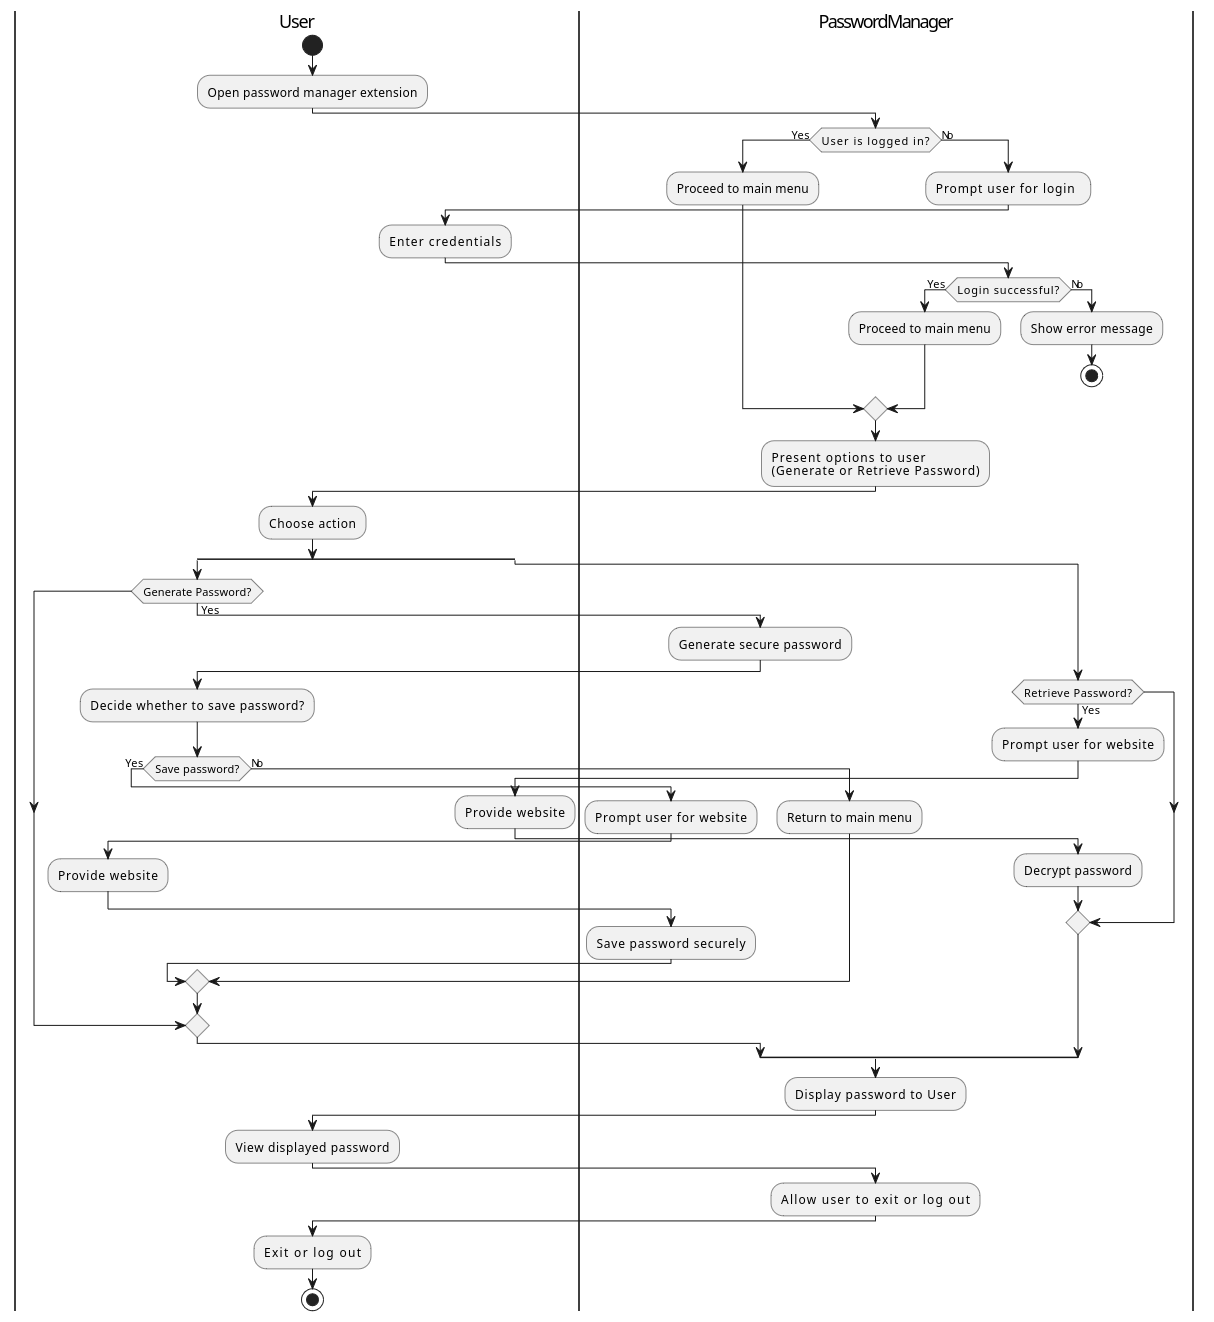 User
PasswordManager
Open password manager extension
Yes
User is logged in?
No
Proceed to main menu
Prompt user for login
Enter credentials
Yes
Login successful?
No
Proceed to main menu
Show error message
Present options to user
(Generate or Retrieve Password)
Choose action
Generate Password?
Yes
Generate secure password
Decide whether to save password?
Retrieve Password?
Yes
Prompt user for website
Yes
Save password?
No
Provide website
Prompt user for website
Return to main menu
Provide website
Decrypt password
Save password securely
Display password to User
View displayed password
Allow user to exit or log out
Exit or log out